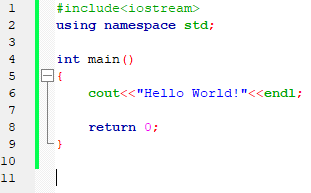 1 #include<iostream>
2 using namespace std;
3
4 int main()
5 {
6 cout<<"Hello World!"<<endl;
7
8 return 0;
9 }
10
11